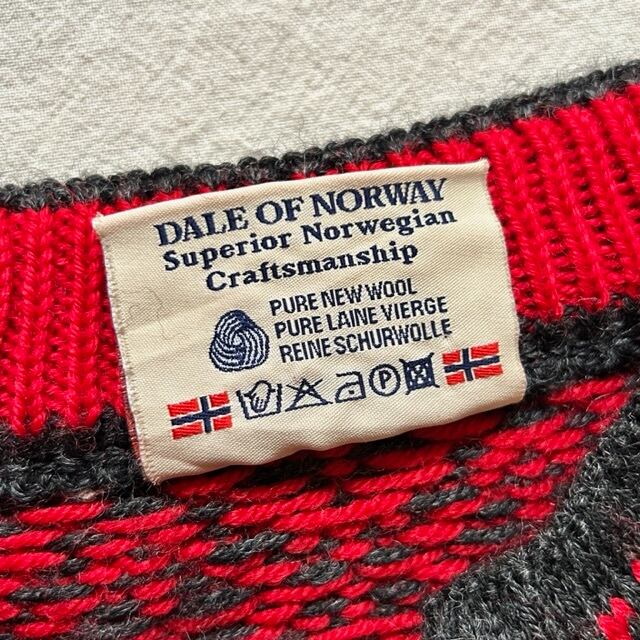 DALE OF NORWAY
Superior Norwegian
Craftsmanship
PURE NEW WOOL
PURE LAINE VIERGE
REINE SCHURWOLLE
P